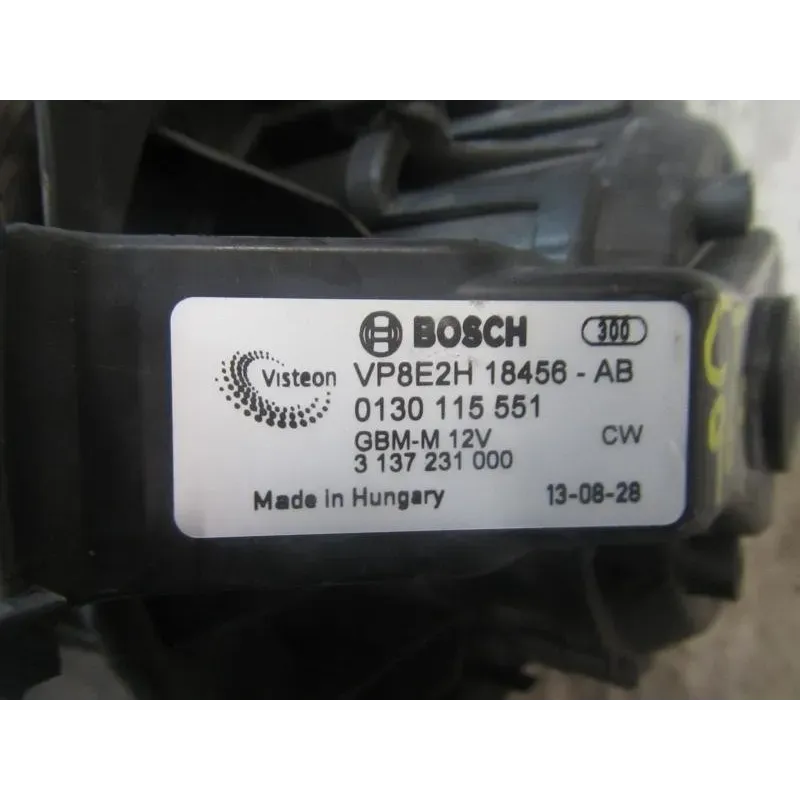 BOSCH 300
Visteon VP8E2H 18456 - AB
0130 115 551
GBM-M 12V CW
3 137 231 000
Made in Hungary 13-08-28